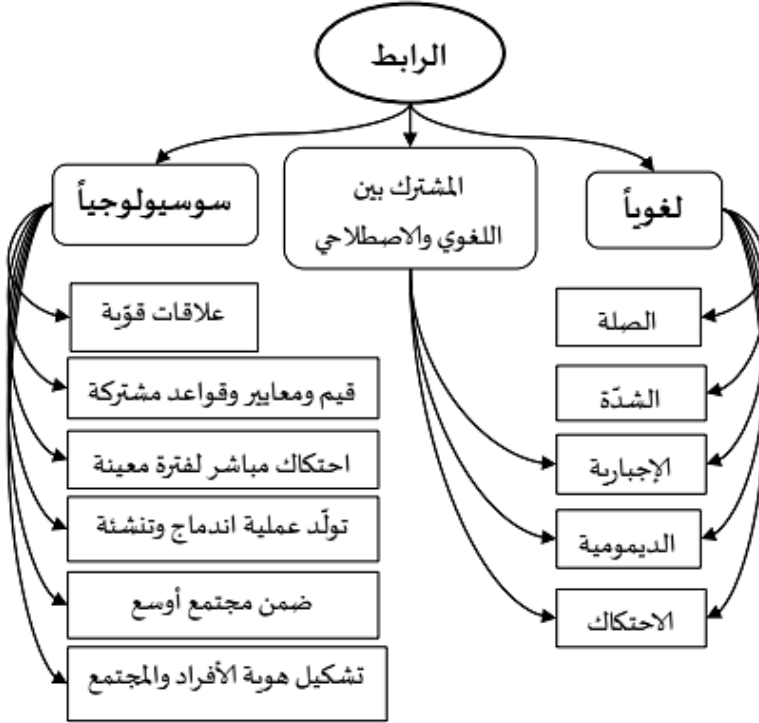 الرابط
لغوياً
المشترك بين
اللغوي والاصطلاحي
سوسيولوجياً
الصلة
الشدّة
الإجبارية
الديمومية
الاحتكاك
علاقات قوّية
قيم ومعايير وقواعد مشتركة
احتكاك مباشر لفترة معينة
تولّد عملية اندماج وتنشئة
ضمن مجتمع أوسع
تشكيل هوية الأفراد والمجتمع